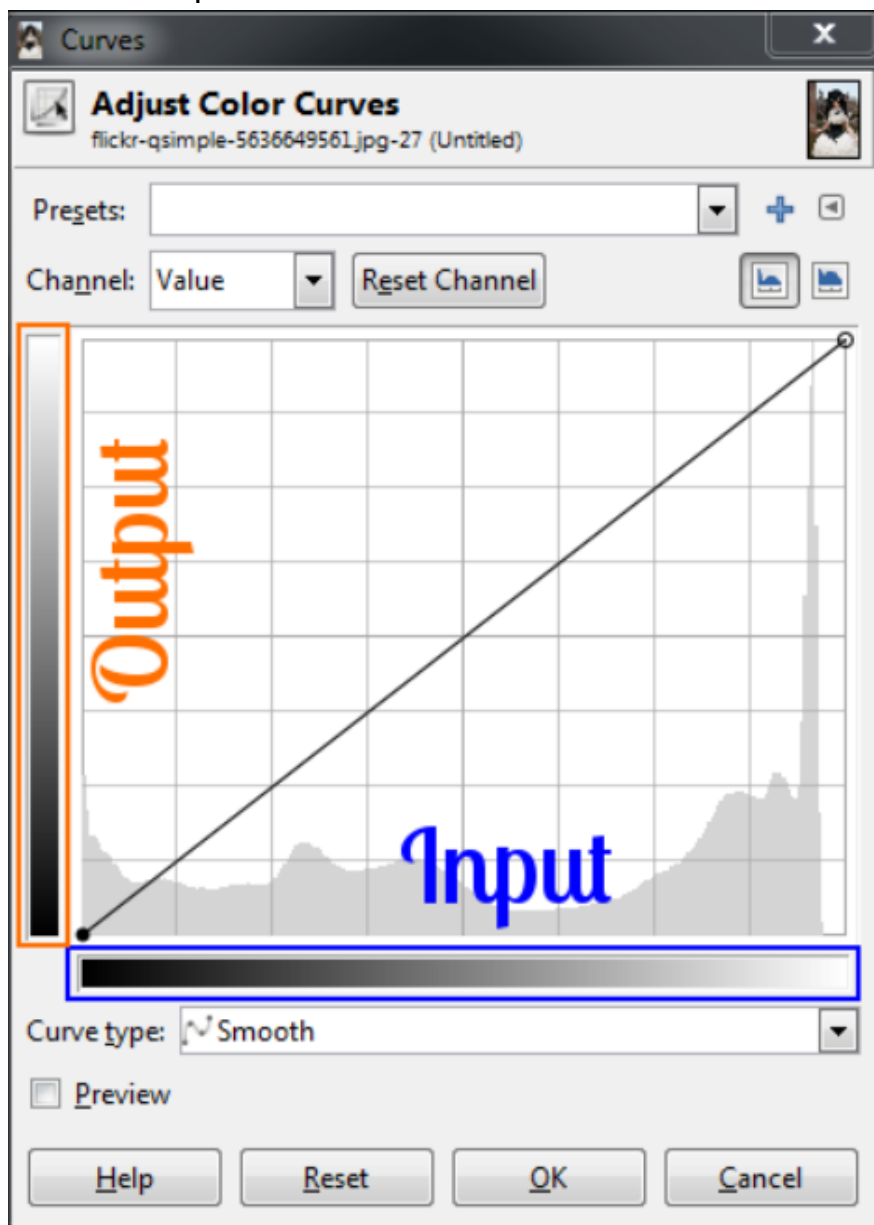 Curves
Adjust Color Curves
flickr-qsimple-5636649561.jpg-27 (Untitled)
Presets:
Channel: Value Reset Channel
Output
Input
Curve type: Smooth
Preview
Help Reset OK Cancel